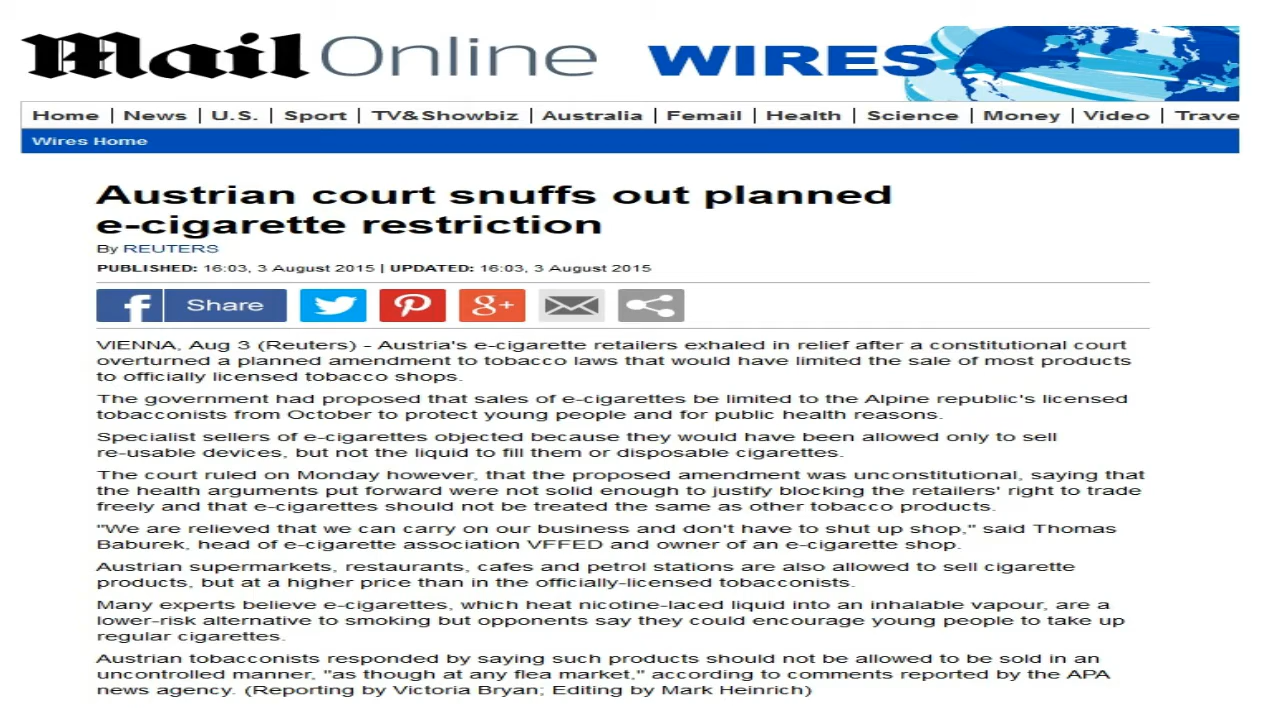 Mail Online WIRES
Home | News | U.S. | Sport | TV&Showbiz | Australia | Femail | Health | Science | Money | Video | Trave
Wires Home
Austrian court snuffs out planned
e-cigarette restriction
By REUTERS
PUBLISHED: 16:03, 3 August 2015 | UPDATED: 16:03, 3 August 2015
f Share g+
VIENNA, Aug 3 (Reuters) - Austria's e-cigarette retailers exhaled in relief after a constitutional court
overturned a planned amendment to tobacco laws that would have limited the sale of most products
to officially licensed tobacco shops.
The government had proposed that sales of e-cigarettes be limited to the Alpine republic's licensed
tobacconists from October to protect young people and for public health reasons.
Specialist sellers of e-cigarettes objected because they would have been allowed only to sell
re-usable devices, but not the liquid to fill them or disposable cigarettes.
The court ruled on Monday however, that the proposed amendment was unconstitutional, saying that
the health arguments put forward were not solid enough to justify blocking the retailers' right to trade
freely and that e-cigarettes should not be treated the same as other tobacco products.
"We are relieved that we can carry on our business and don't have to shut up shop," said Thomas
Baburek, head of e-cigarette association VFFED and owner of an e-cigarette shop.
Austrian supermarkets, restaurants, cafes and petrol stations are also allowed to sell cigarette
products, but at a higher price than in the officially-licensed tobacconists.
Many experts believe e-cigarettes, which heat nicotine-laced liquid into an inhalable vapour, are a
lower-risk alternative to smoking but opponents say they could encourage young people to take up
regular cigarettes.
Austrian tobacconists responded by saying such products should not be allowed to be sold in an
uncontrolled manner, "as though at any flea market," according to comments reported by the APA
news agency. (Reporting by Victoria Bryan; Editing by Mark Heinrich)